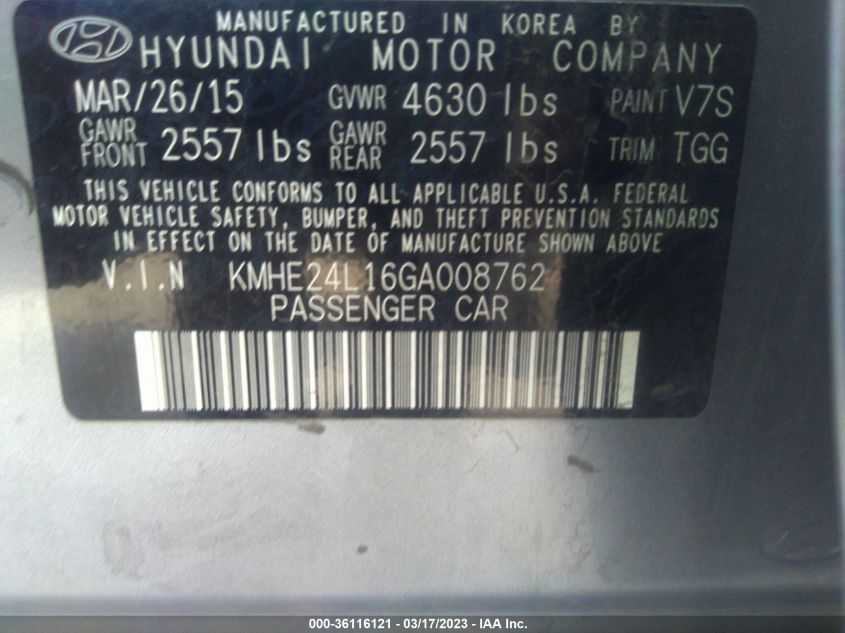 MANUFACTURED IN KOREA BY
HYUNDAI MOTOR COMPANY
MAR/26/15 GVWR 4630 lbs PAINT V7S
GAWR FRONT 2557 lbs GAWR REAR 2557 lbs TRIM TGG
THIS VEHICLE CONFORMS TO ALL APPLICABLE U.S.A. FEDERAL
MOTOR VEHICLE SAFETY, BUMPER, AND THEFT PREVENTION STANDARDS
IN EFFECT ON THE DATE OF MANUFACTURE SHOWN ABOVE
V.I.N KMHE24L16GA008762
PASSENGER CAR
000-36116121 - 03/17/2023 - IAA Inc.